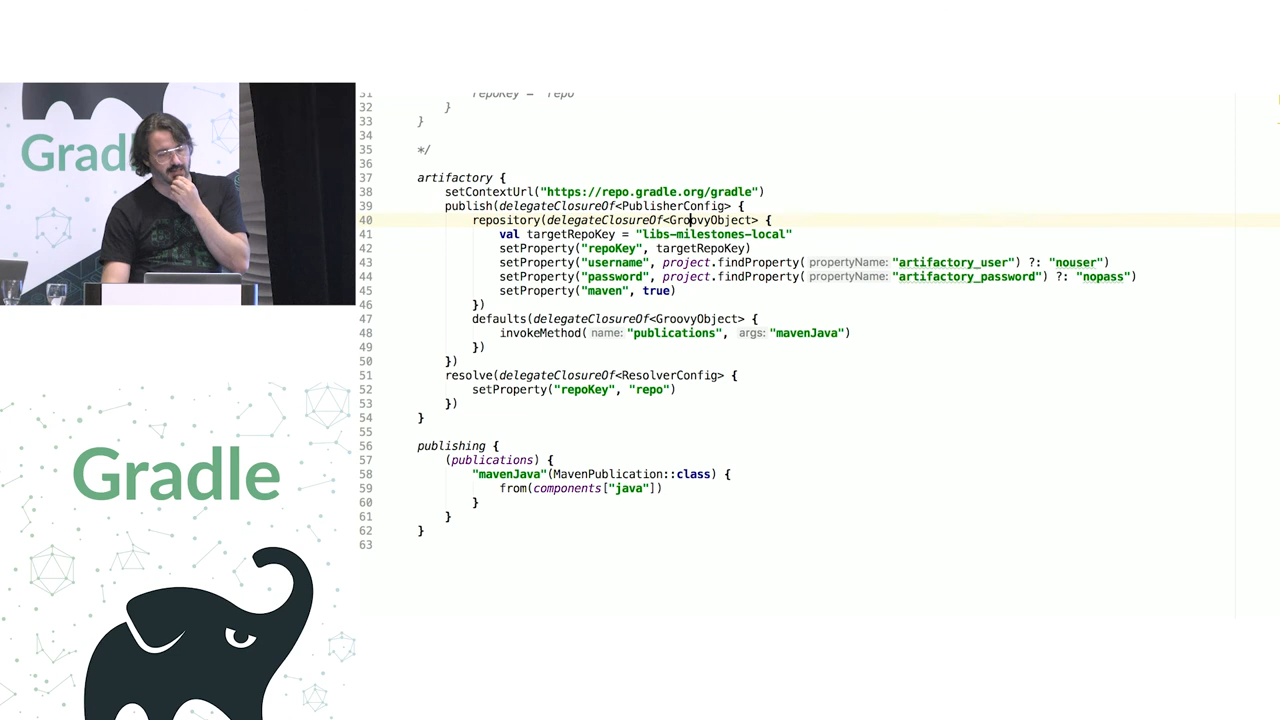 Gradl
Gradle
31 repoKey = "repo"
32 }
33 }
34
35 */
36
37 artifactory {
38 setContextUrl("https://repo.gradle.org/gradle")
39 publish(delegateClosureOf<PublisherConfig> {
40 repository(delegateClosureOf<GroovyObject> {
41 val targetRepoKey = "libs-milestones-local"
42 setProperty("repoKey", targetRepoKey)
43 setProperty("username", project.findProperty( propertyName: "artifactory_user") ?: "nouser")
44 setProperty("password", project.findProperty( propertyName: "artifactory_password") ?: "nopass")
45 setProperty("maven", true)
46 })
47 defaults(delegateClosureOf<GroovyObject> {
48 invokeMethod( name: "publications", args: "mavenJava")
49 })
50 })
51 resolve(delegateClosureOf<ResolverConfig> {
52 setProperty("repoKey", "repo")
53 })
54 }
55
56 publishing {
57 (publications) {
58 "mavenJava"(MavenPublication::class) {
59 from(components["java"])
60 }
61 }
62 }
63